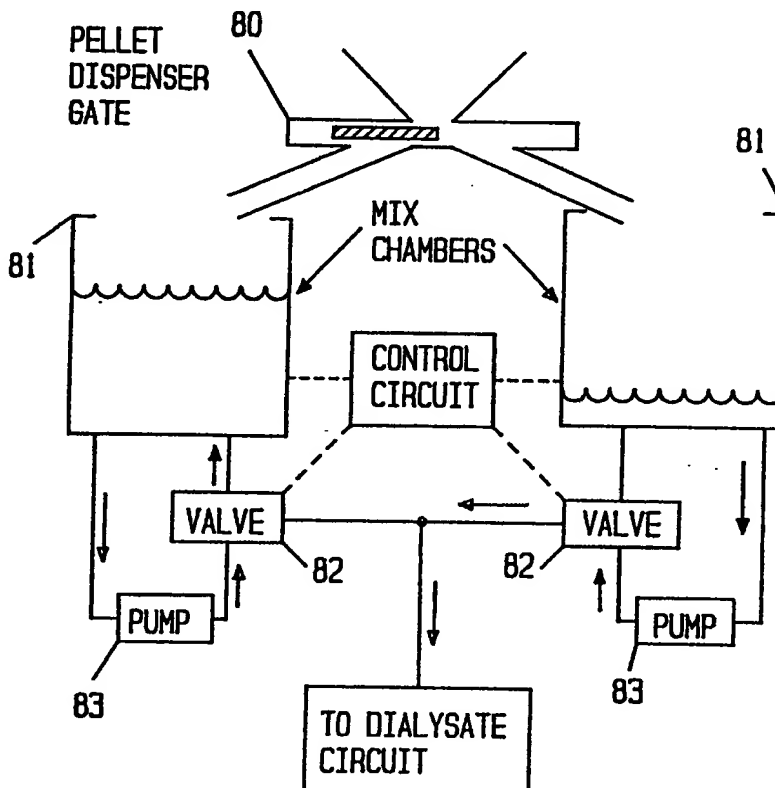 PELLET
DISPENSER
GATE
80
81
81
MIX
CHAMBERS
CONTROL
CIRCUIT
VALVE
82
VALVE
82
PUMP
83
PUMP
83
TO DIALYSATE
CIRCUIT